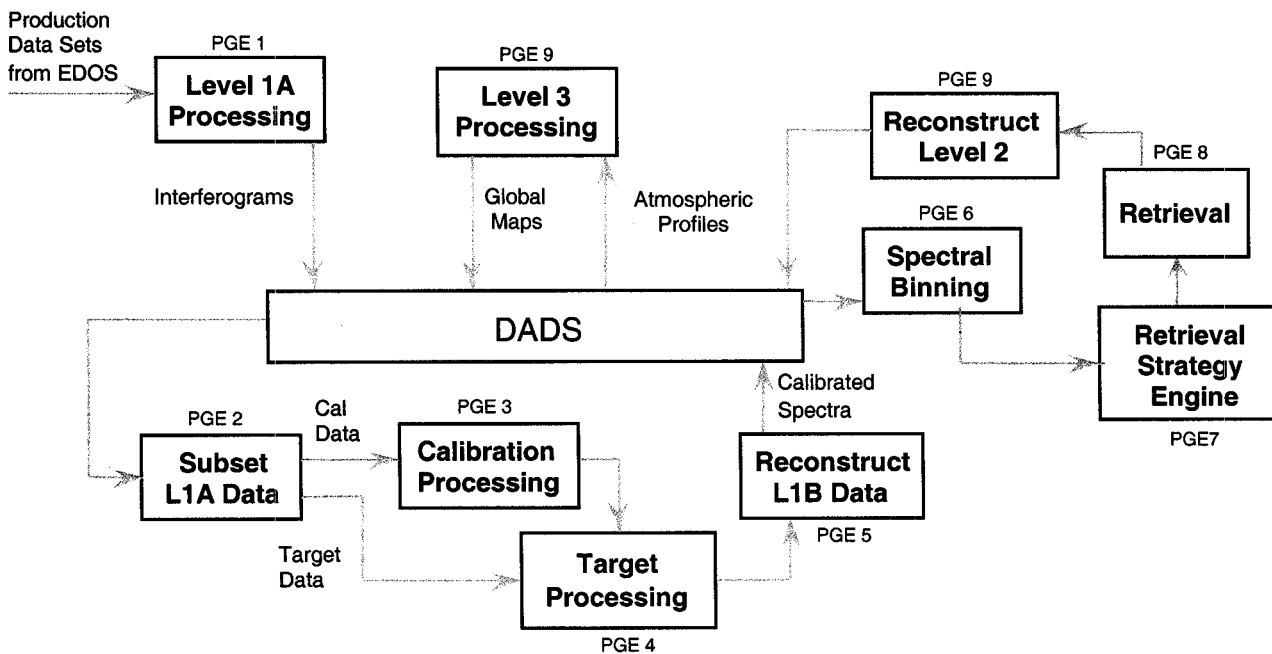 Production
Data Sets
from EDOS
PGE 1
Level 1A
Processing
PGE 9
Level 3
Processing
PGE 9
Reconstruct
Level 2
PGE 8
Retrieval
Interferograms
Global
Maps
Atmospheric
Profiles
PGE 6
Spectral
Binning
DADS
Retrieval
Strategy
Engine
PGE7
Calibrated
Spectra
PGE 2
Subset
L1A Data
Cal
Data
PGE 3
Calibration
Processing
Reconstruct
L1B Data
PGE 5
Target
Data
Target
Processing
PGE 4